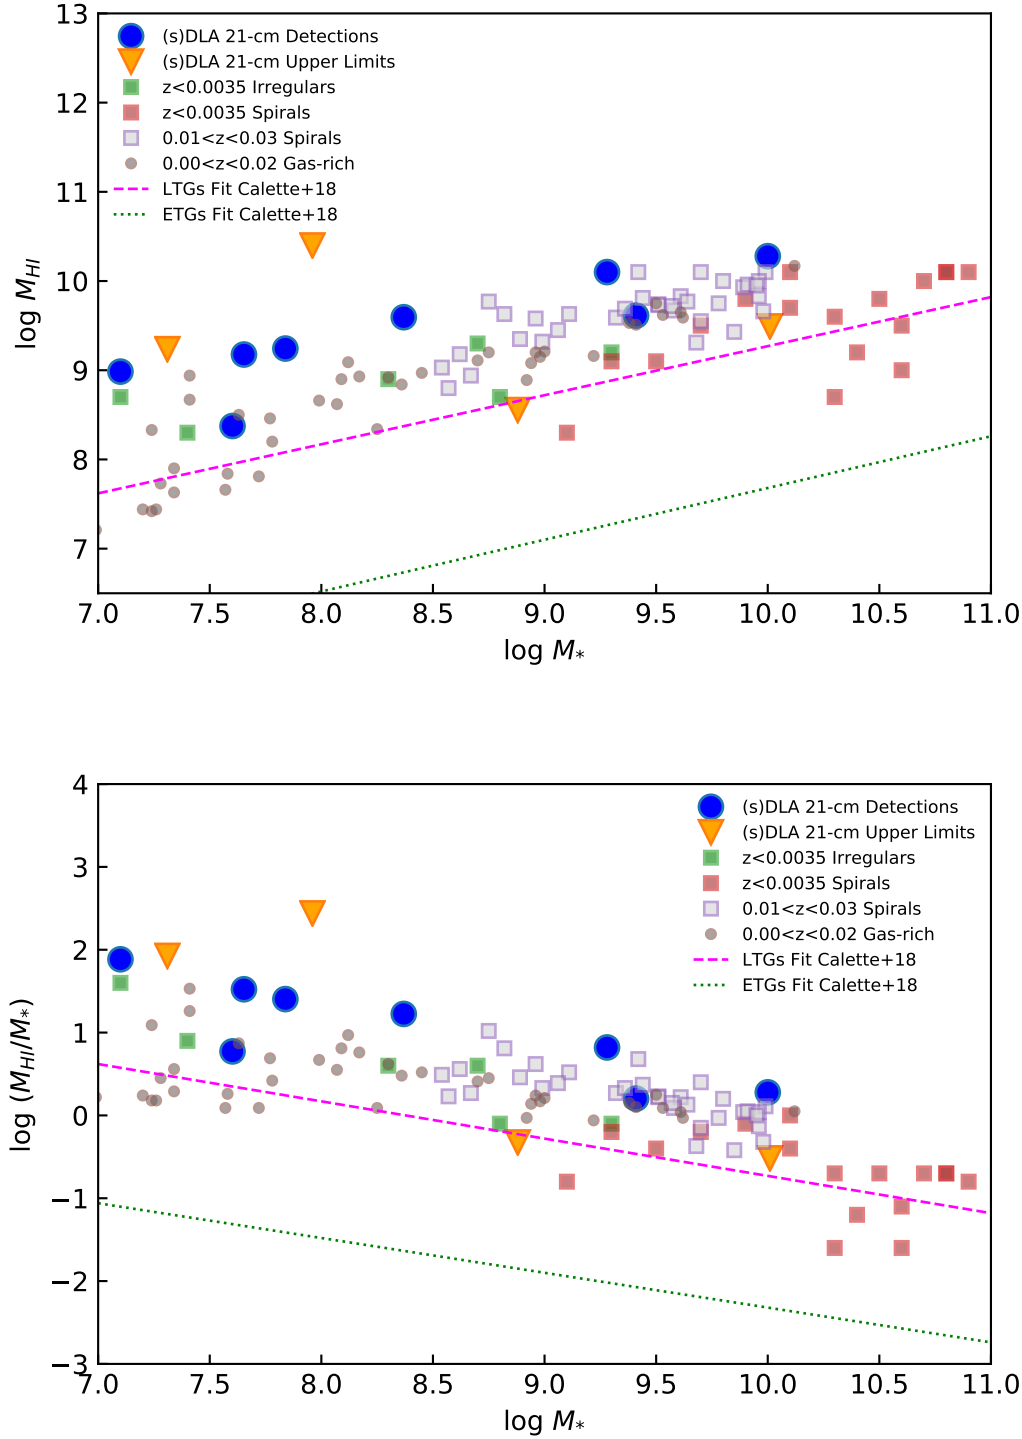 13
12
11
10
9
8
7
log M_HI
(s)DLA 21-cm Detections
(s)DLA 21-cm Upper Limits
z<0.0035 Irregulars
z<0.0035 Spirals
0.01<z<0.03 Spirals
0.00<z<0.02 Gas-rich
LTGs Fit Calette+18
ETGs Fit Calette+18
7.0 7.5 8.0 8.5 9.0 9.5 10.0 10.5 11.0
log M_*
4
3
2
1
0
−1
−2
−3
log (M_HI/M_*)
(s)DLA 21-cm Detections
(s)DLA 21-cm Upper Limits
z<0.0035 Irregulars
z<0.0035 Spirals
0.01<z<0.03 Spirals
0.00<z<0.02 Gas-rich
LTGs Fit Calette+18
ETGs Fit Calette+18
7.0 7.5 8.0 8.5 9.0 9.5 10.0 10.5 11.0
log M_*